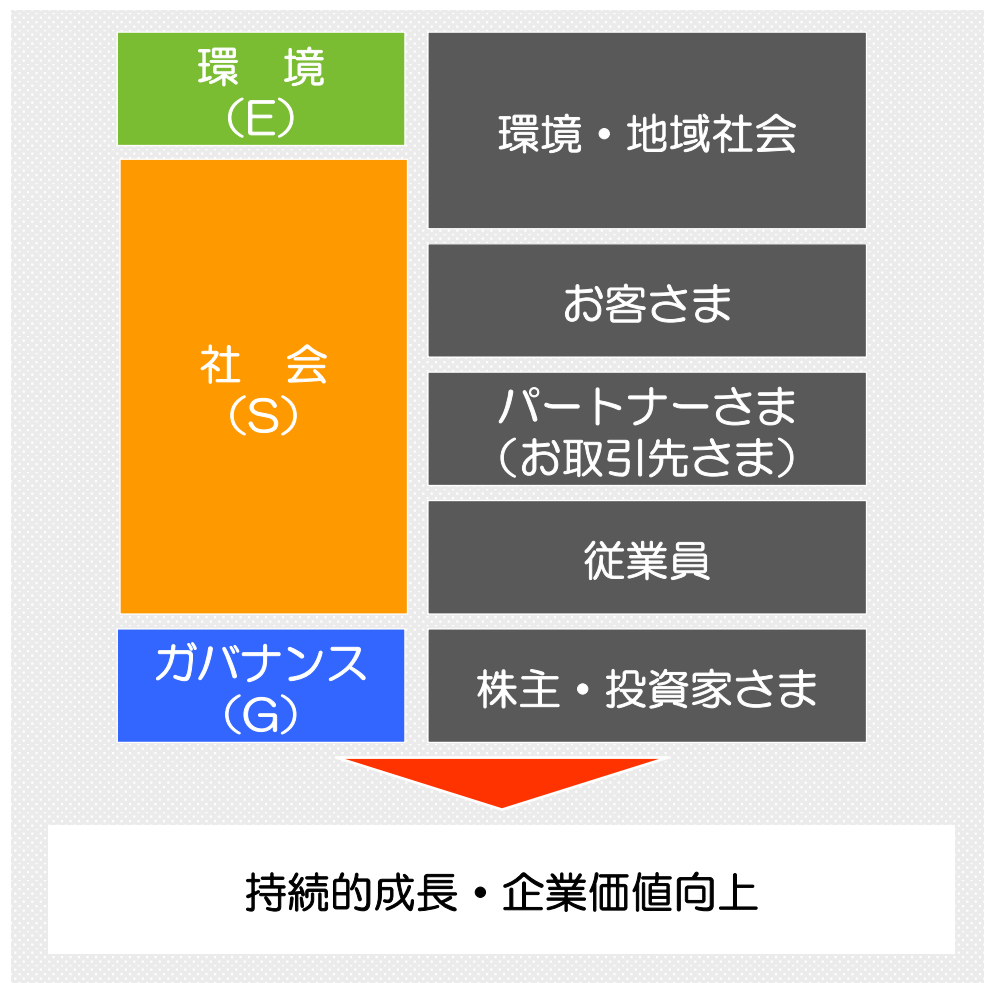 環　境
（E）
環境・地域社会
社　会
（S）
お客さま
パートナーさま
（お取引先さま）
従業員
ガバナンス
（G）
株主・投資家さま
持続的成長・企業価値向上